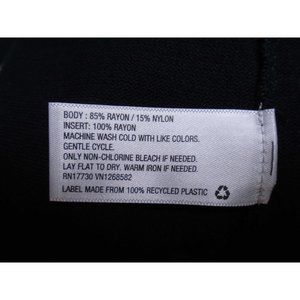 BODY : 85% RAYON / 15% NYLON
INSERT: 100% RAYON
MACHINE WASH COLD WITH LIKE COLORS.
GENTLE CYCLE.
ONLY NON-CHLORINE BLEACH IF NEEDED.
LAY FLAT TO DRY. WARM IRON IF NEEDED.
RN17730 VN1268582
LABEL MADE FROM 100% RECYCLED PLASTIC